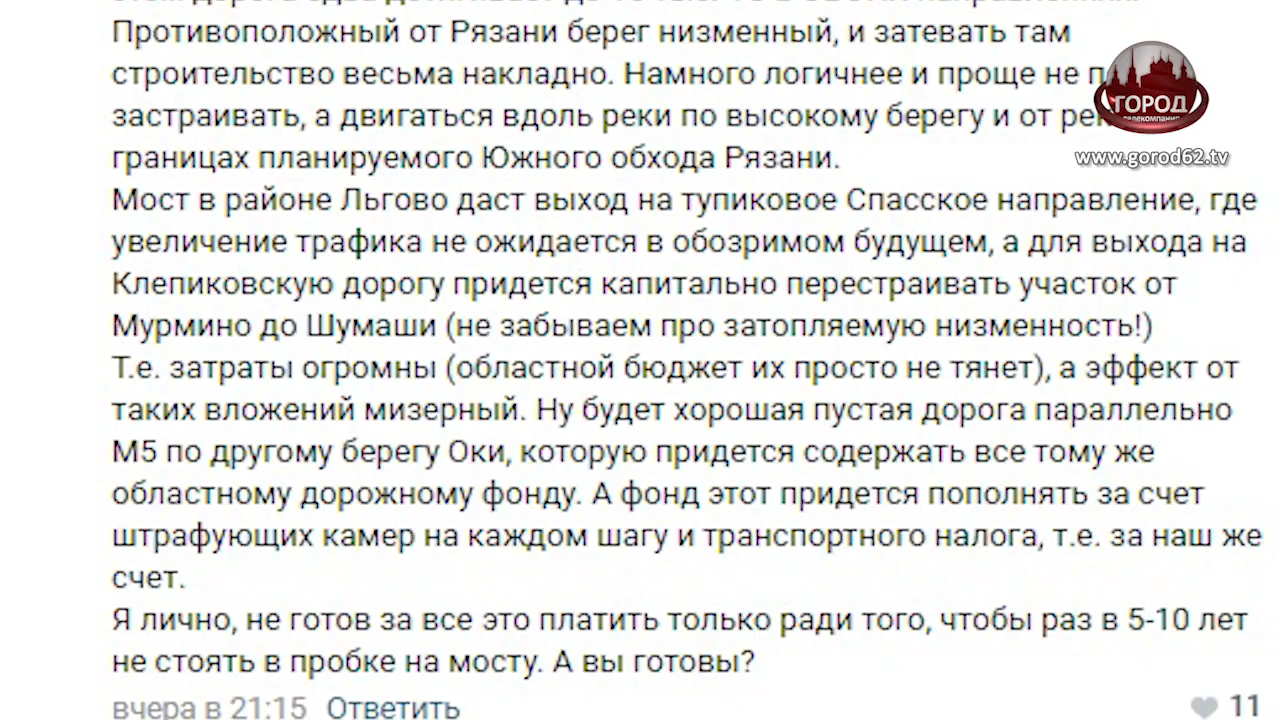 Противоположный от Рязани берег низменный, и затевать там
строительство весьма накладно. Намного логичнее и проще не
застраивать, а двигаться вдоль реки по высокому берегу и от
границах планируемого Южного обхода Рязани.
Мост в районе Льгово даст выход на тупиковое Спасское направление, где
увеличение трафика не ожидается в обозримом будущем, а для выхода на
Клепиковскую дорогу придется капитально перестраивать участок от
Мурмино до Шумаши (не забываем про затопляемую низменность!)
Т.е. затраты огромны (областной бюджет их просто не тянет), а эффект от
таких вложений мизерный. Ну будет хорошая пустая дорога параллельно
М5 по другому берегу Оки, которую придется содержать все тому же
областному дорожному фонду. А фонд этот придется пополнять за счет
штрафующих камер на каждом шагу и транспортного налога, т.е. за наш же
счет.
Я лично, не готов за все это платить только ради того, чтобы раз в 5-10 лет
не стоять в пробке на мосту. А вы готовы?
вчера в 21:15 Ответить
11
ГОРОД
телекомпания
www.gorod62.tv